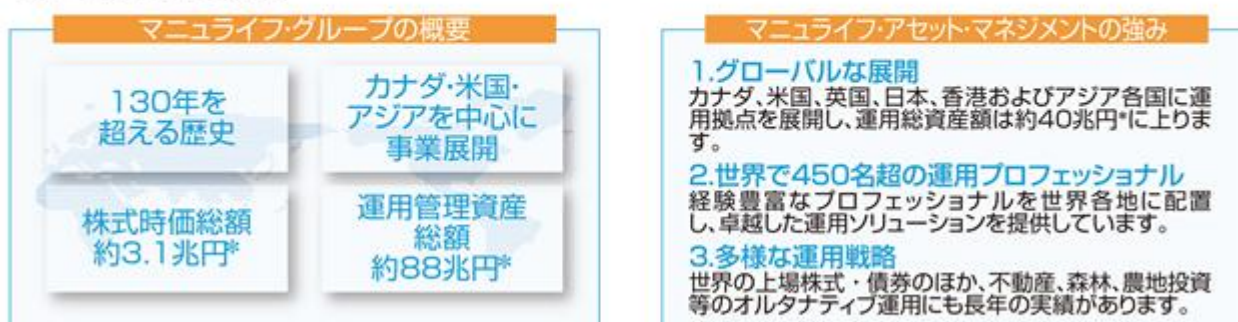 マニュライフ・グループの概要
130年を
超える歴史
カナダ・米国・
アジアを中心に
事業展開
株式時価総額
約3.1兆円*
運用管理資産
総額
約88兆円*
マニュライフ・アセット・マネジメントの強み
1.グローバルな展開
カナダ、米国、英国、日本、香港およびアジア各国に運
用拠点を展開し、運用総資産額は約40兆円*に上りま
す。
2.世界で450名超の運用プロフェッショナル
経験豊富なプロフェッショナルを世界各地に配置
し、卓越した運用ソリューションを提供しています。
3.多様な運用戦略
世界の上場株式・債券のほか、不動産、森林、農地投資
等のオルタナティブ運用にも長年の実績があります。